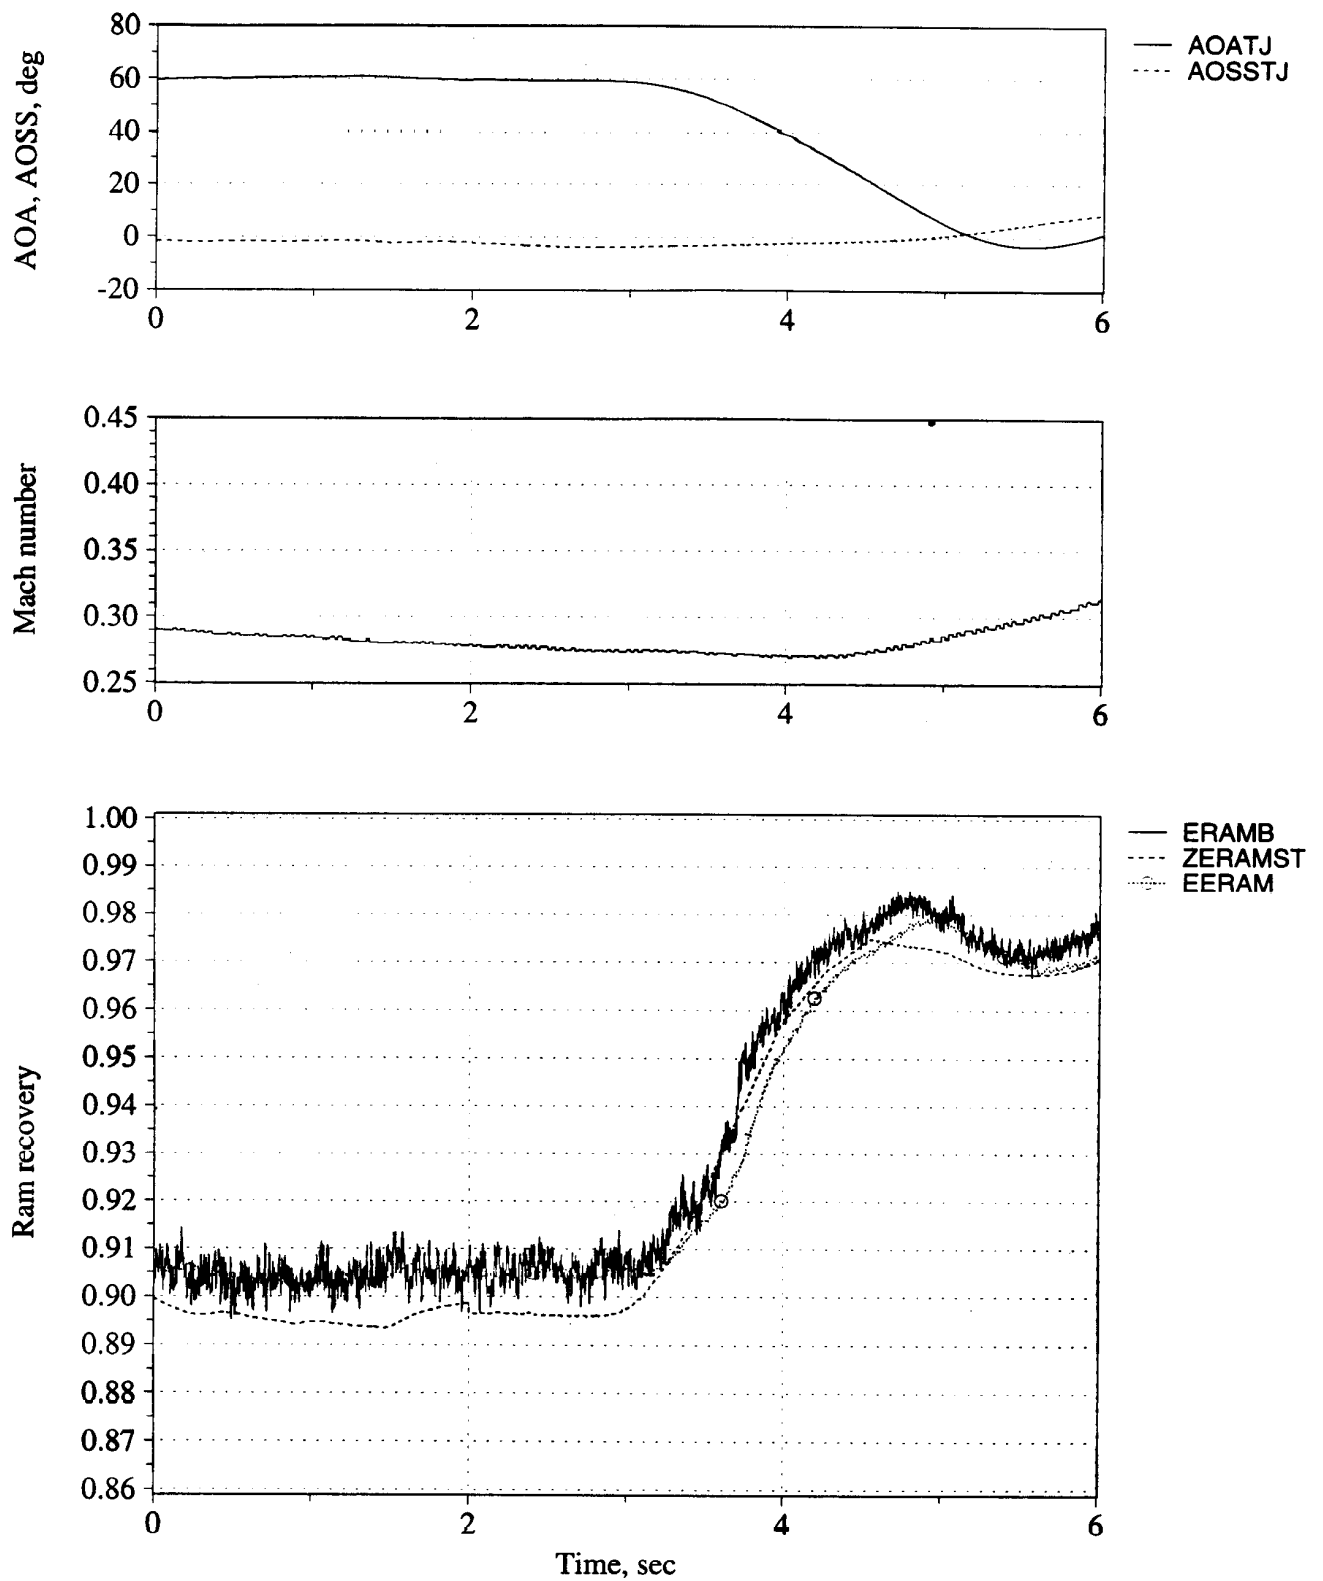 AOA, AOSS, deg
80
60
40
20
0
-20
0 2 4 6
AOATJ
AOSSTJ
Mach number
0.45
0.40
0.35
0.30
0.25
0 2 4 6
Ram recovery
1.00
0.99
0.98
0.97
0.96
0.95
0.94
0.93
0.92
0.91
0.90
0.89
0.88
0.87
0.86
0 2 4 6
Time, sec
ERAMB
ZERAMST
EERAM